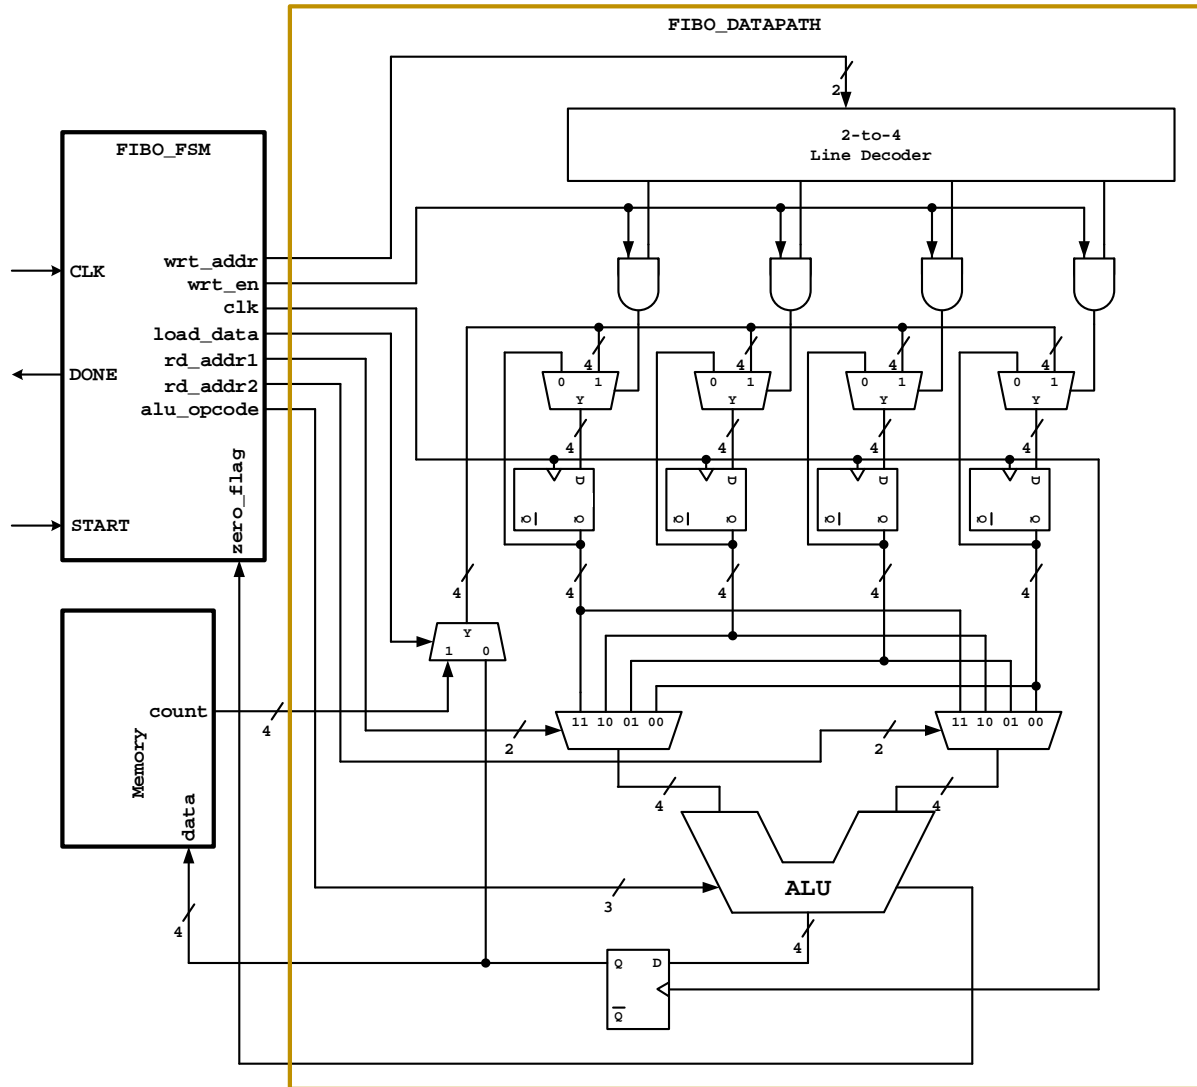 FIBO_DATAPATH
2
2-to-4
Line Decoder
FIBO_FSM
wrt_addr
CLK
wrt_en
clk
load_data
rd_addr1
DONE
rd_addr2
alu_opcode
zero_flag
START
4 4 4 4
0 1 0 1 0 1 0 1
Y Y Y Y
4 4 4 4
D D D D
Q Q Q Q Q Q Q Q
4 4 4 4 4
Y
1 0
count
4
11 10 01 00 11 10 01 00
2 2
Memory
data
4 4
ALU
3
4
4
Q D
Q